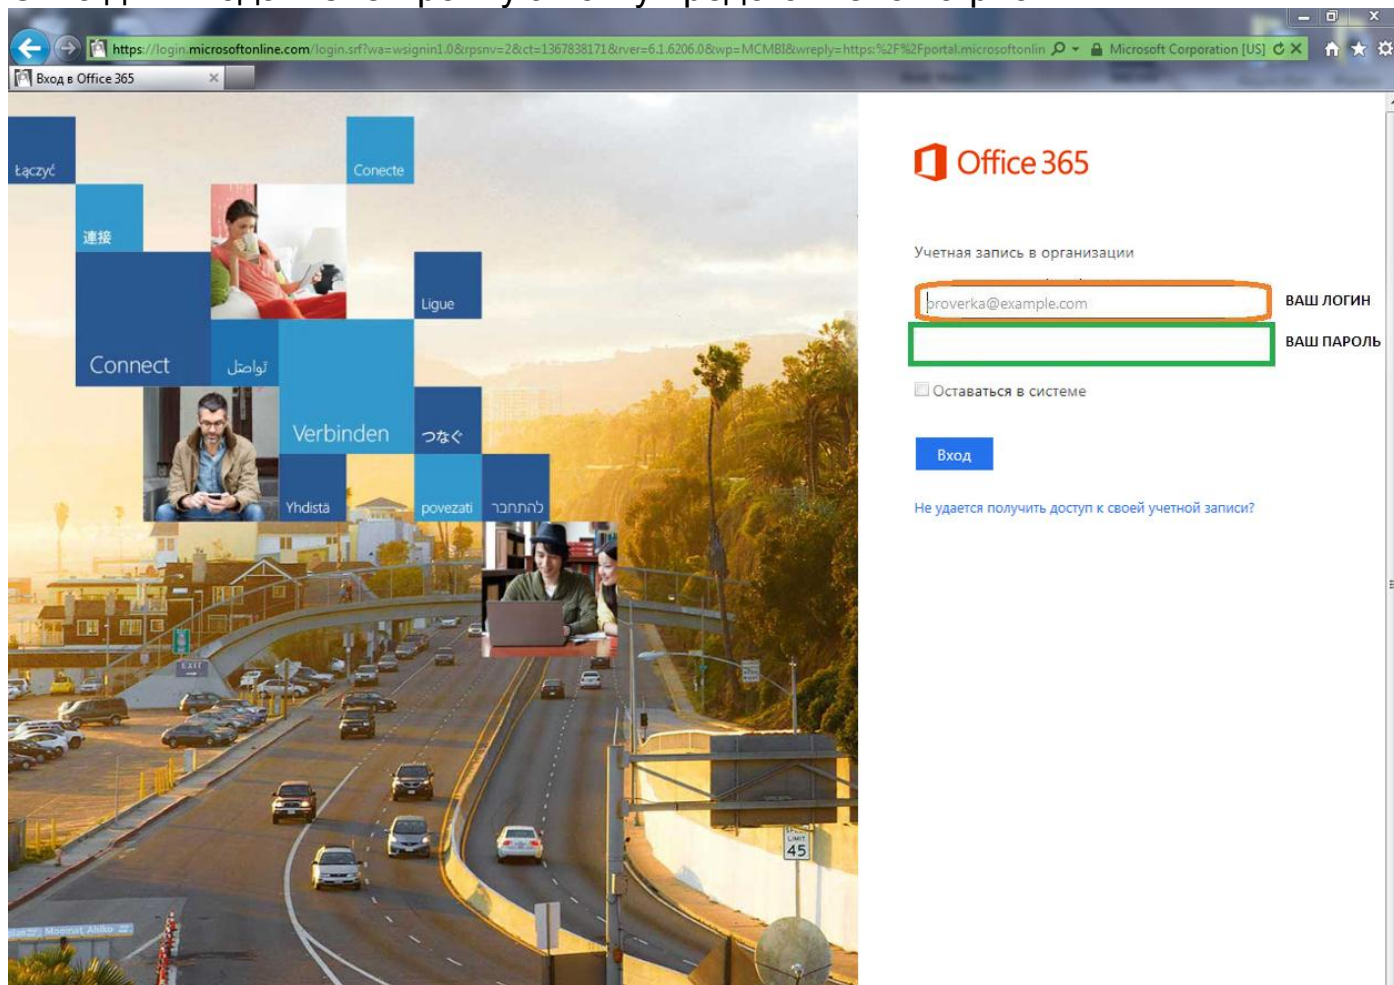 https://login.microsoftonline.com/login.srf?wa=wsignin1.0&rpsnv=2&ct=1367838171&rver=6.1.6206.0&wp=MCMBI&wreply=https:%2F%2Fportal.microsoftonlin
Microsoft Corporation [US]
Вход в Office 365
Łączyć
Conecte
連接
Ligue
Connect
تواصَل
Verbinden
つなぐ
Yhdistä
povezati
להתחבר
EXIT
LIMIT
45
Office 365
Учетная запись в организации
proverka@example.com
ВАШ ЛОГИН
ВАШ ПАРОЛЬ
Оставаться в системе
Вход
Не удается получить доступ к своей учетной записи?